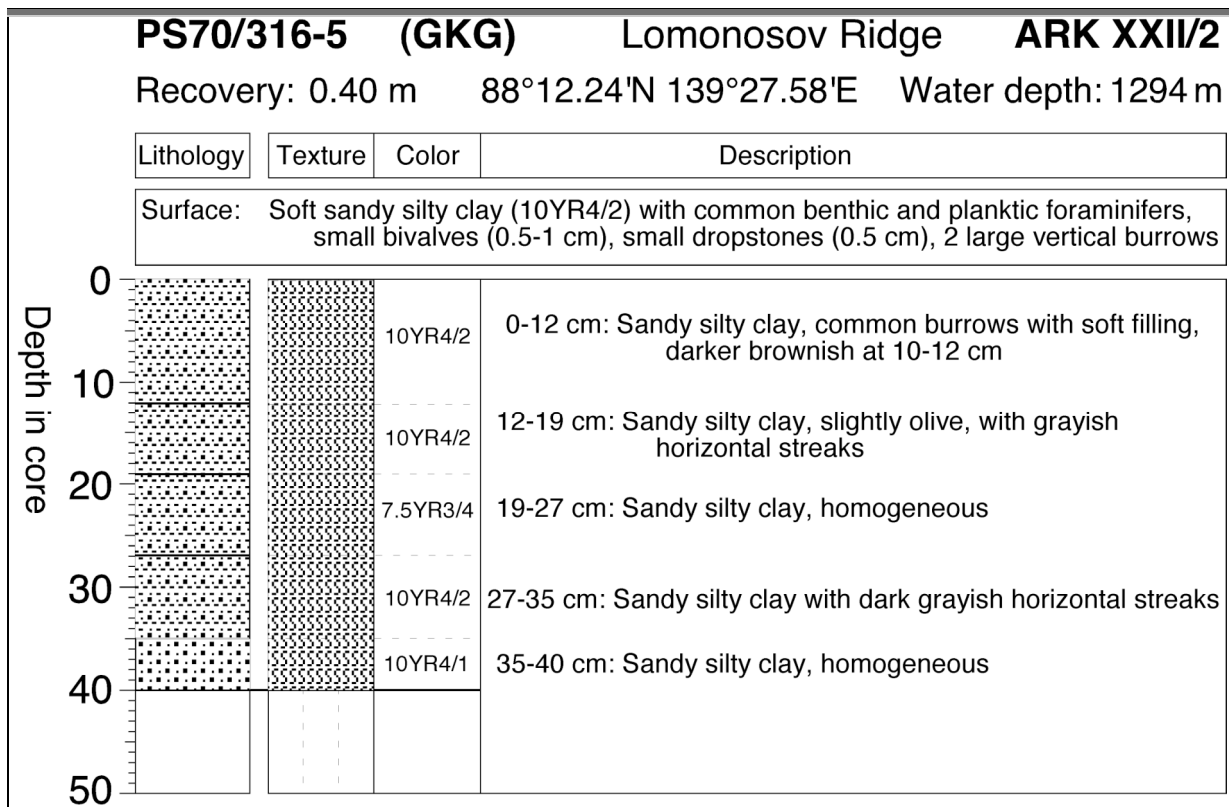 PS70/316-5 (GKG) Lomonosov Ridge ARK XXII/2
Recovery: 0.40 m 88°12.24'N 139°27.58'E Water depth: 1294 m
Lithology Texture Color Description
Surface: Soft sandy silty clay (10YR4/2) with common benthic and planktic foraminifers,
small bivalves (0.5-1 cm), small dropstones (0.5 cm), 2 large vertical burrows
Depth in core
0
10YR4/2 0-12 cm: Sandy silty clay, common burrows with soft filling,
darker brownish at 10-12 cm
10
10YR4/2 12-19 cm: Sandy silty clay, slightly olive, with grayish
horizontal streaks
20
7.5YR3/4 19-27 cm: Sandy silty clay, homogeneous
30
10YR4/2 27-35 cm: Sandy silty clay with dark grayish horizontal streaks
10YR4/1 35-40 cm: Sandy silty clay, homogeneous
40
50